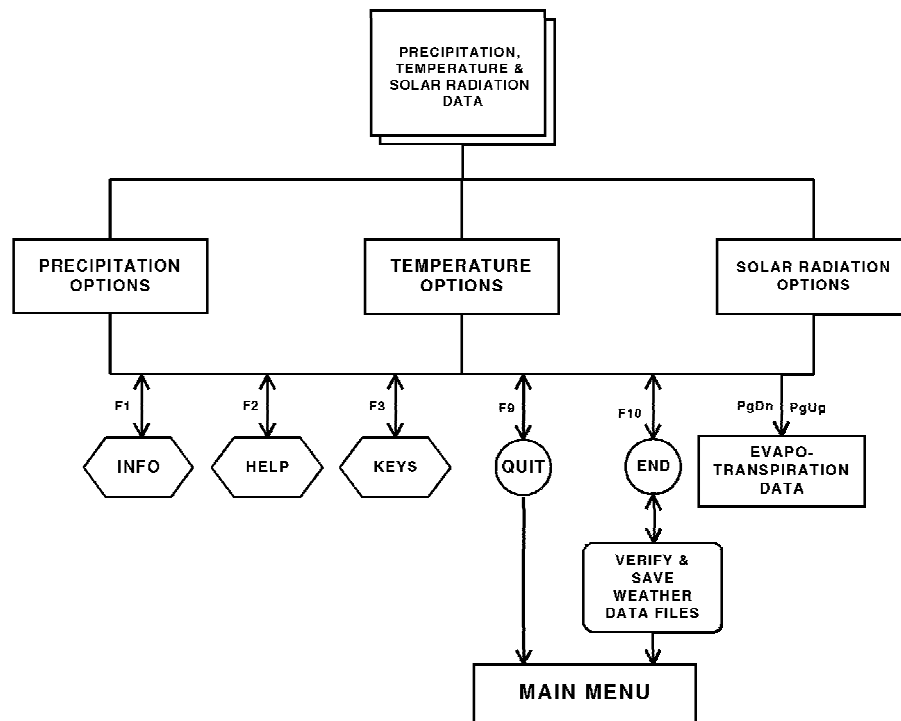 PRECIPITATION,
TEMPERATURE &
SOLAR RADIATION
DATA
PRECIPITATION
OPTIONS
TEMPERATURE
OPTIONS
SOLAR RADIATION
OPTIONS
F1
F2
F3
F9
F10
PgDn PgUp
INFO
HELP
KEYS
QUIT
END
EVAPO-
TRANSPIRATION
DATA
VERIFY &
SAVE
WEATHER
DATA FILES
MAIN MENU